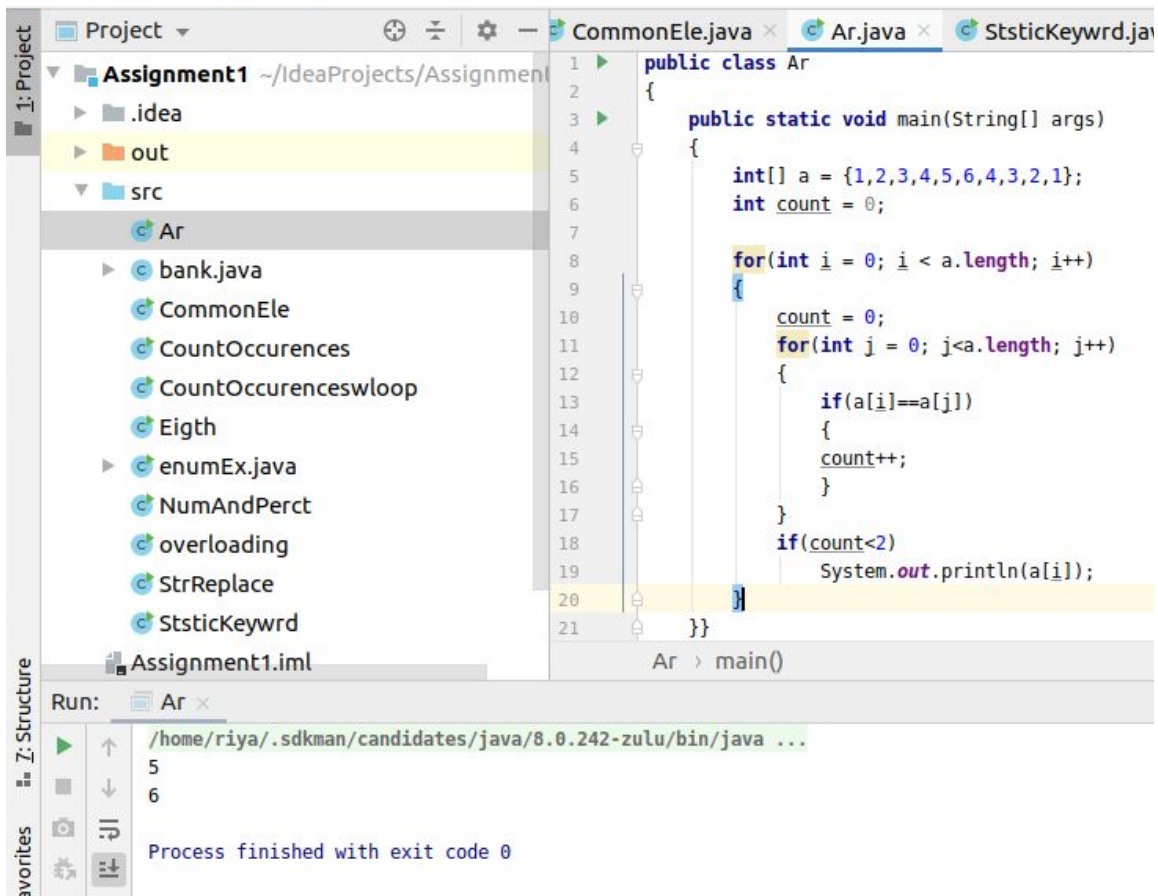 1: Project
Project
Assignment1 ~/IdeaProjects/Assignment
.idea
out
src
Ar
bank.java
CommonEle
CountOccurences
CountOccurenceswloop
Eigth
enumEx.java
NumAndPerct
overloading
StrReplace
StsticKeywrd
Assignment1.iml
CommonEle.java Ar.java StsticKeywrd.jav
1 public class Ar
2 {
3 public static void main(String[] args)
4 {
5 int[] a = {1,2,3,4,5,6,4,3,2,1};
6 int count = 0;
7
8 for(int i = 0; i < a.length; i++)
9 {
10 count = 0;
11 for(int j = 0; j<a.length; j++)
12 {
13 if(a[i]==a[j])
14 {
15 count++;
16 }
17 }
18 if(count<2)
19 System.out.println(a[i]);
20 }
21 }}
Ar > main()
7: Structure
avorites
Run: Ar
/home/riya/.sdkman/candidates/java/8.0.242-zulu/bin/java ...
5
6
Process finished with exit code 0